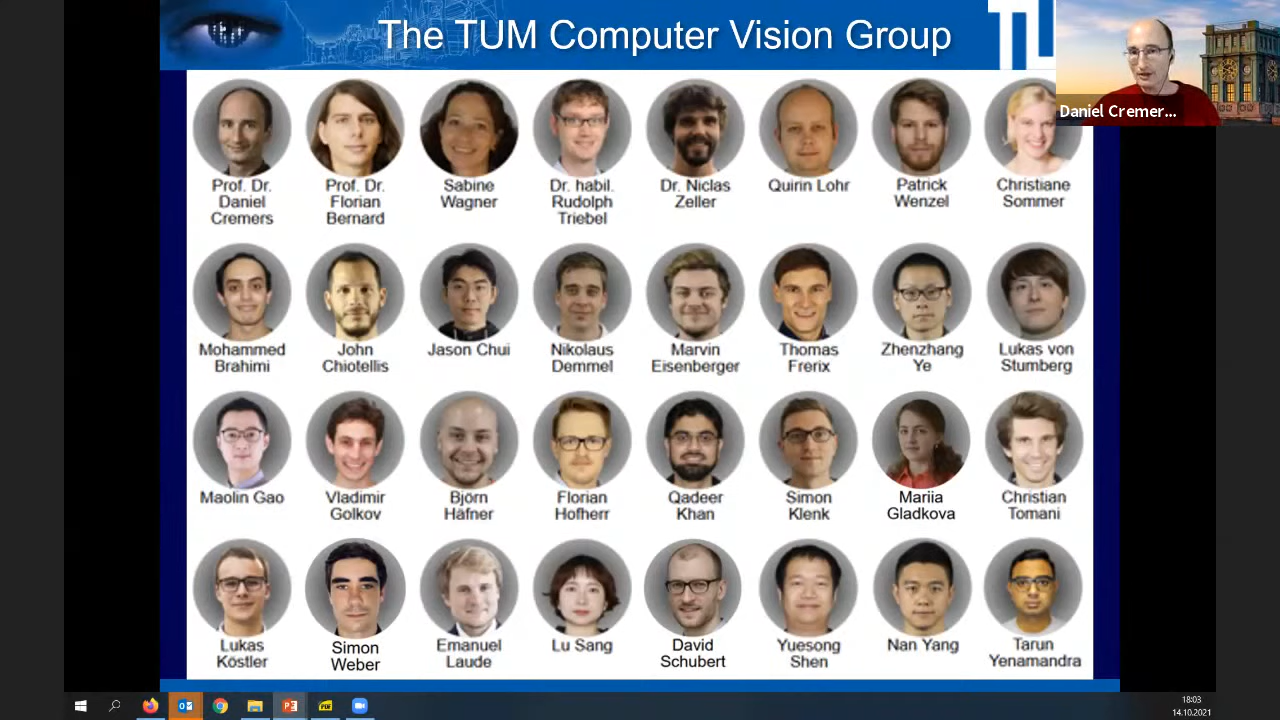 The TUM Computer Vision Group
Daniel Cremer...
Prof. Dr.
Daniel
Cremers
Prof. Dr.
Florian
Bernard
Sabine
Wagner
Dr. habil.
Rudolph
Triebel
Dr. Niclas
Zeller
Quirin Lohr
Patrick
Wenzel
Christiane
Sommer
Mohammed
Brahimi
John
Chiotellis
Jason Chui
Nikolaus
Demmel
Marvin
Eisenberger
Thomas
Frerix
Zhenzhang
Ye
Lukas von
Stumberg
Maolin Gao
Vladimir
Golkov
Björn
Häfner
Florian
Hofherr
Qadeer
Khan
Simon
Klenk
Mariia
Gladkova
Christian
Tomani
Lukas
Köstler
Simon
Weber
Emanuel
Laude
Lu Sang
David
Schubert
Yuesong
Shen
Nan Yang
Tarun
Yenamandra
18:03
14.10.2021